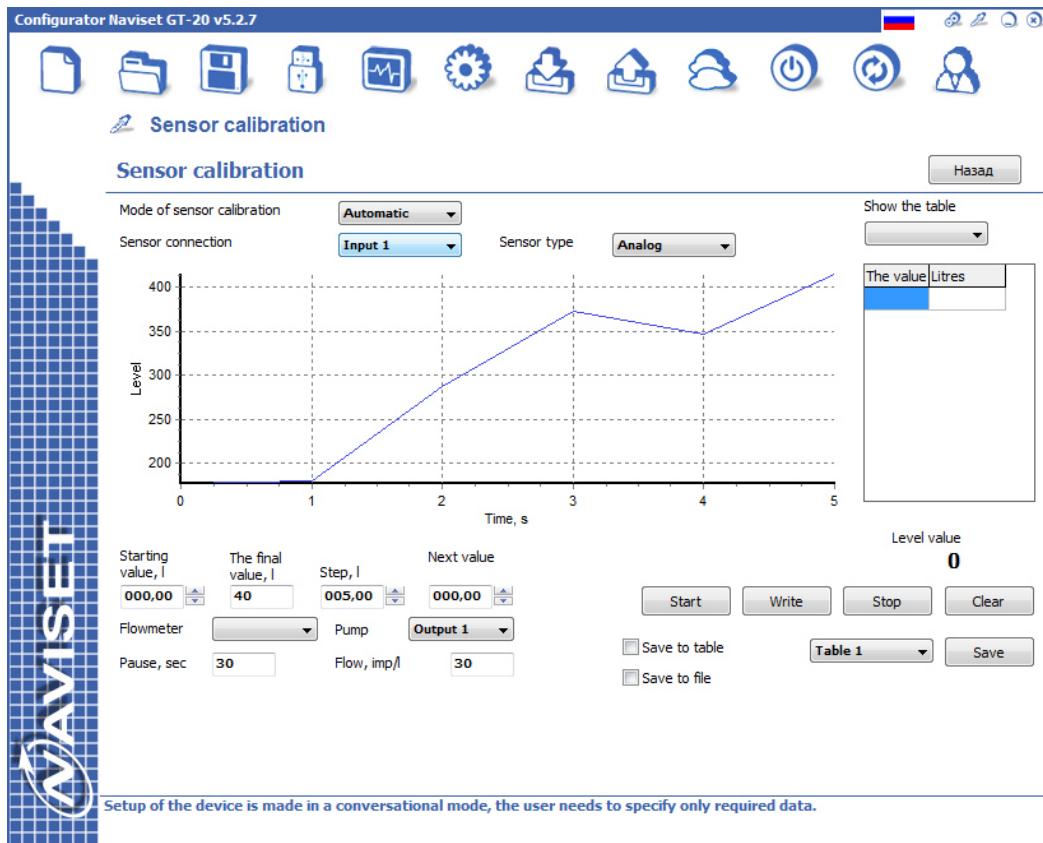 Configurator Naviset GT-20 v5.2.7
Sensor calibration
Sensor calibration
Назад
Mode of sensor calibration
Automatic
Show the table
Sensor connection
Input 1
Sensor type
Analog
The value Litres
400
350
300
250
200
Level
0 1 2 3 4 5
Time, s
Level value
0
Starting value, l
The final value, l
Step, l
Next value
000,00
40
005,00
000,00
Start
Write
Stop
Clear
Flowmeter
Pump
Output 1
Save to table
Table 1
Save
Pause, sec
30
Flow, imp/l
30
Save to file
NAVISET
Setup of the device is made in a conversational mode, the user needs to specify only required data.